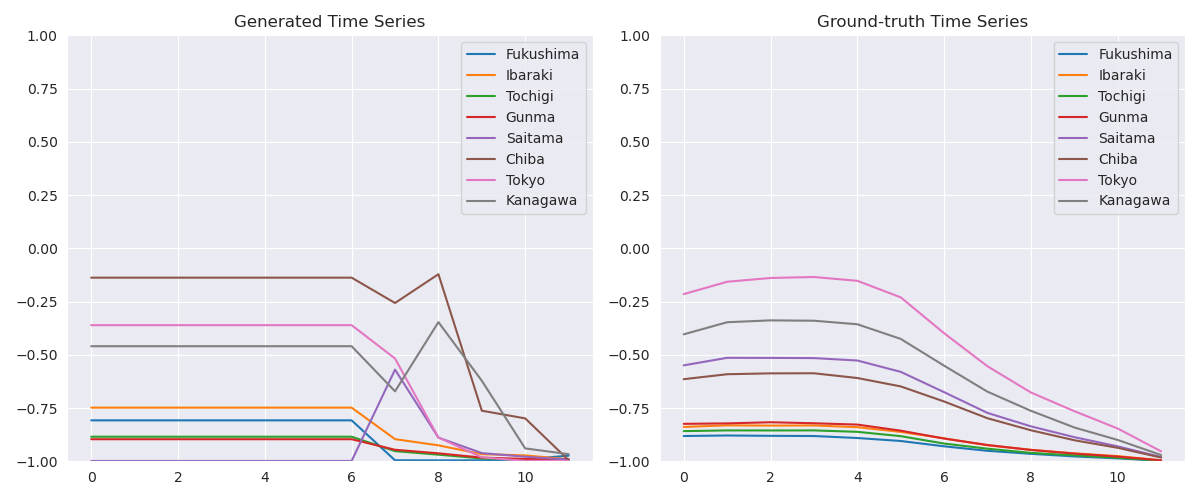 Generated Time Series
1.00
0.75
0.50
0.25
0.00
−0.25
−0.50
−0.75
−1.00
0 2 4 6 8 10
Fukushima
Ibaraki
Tochigi
Gunma
Saitama
Chiba
Tokyo
Kanagawa
Ground-truth Time Series
1.00
0.75
0.50
0.25
0.00
−0.25
−0.50
−0.75
−1.00
0 2 4 6 8 10
Fukushima
Ibaraki
Tochigi
Gunma
Saitama
Chiba
Tokyo
Kanagawa